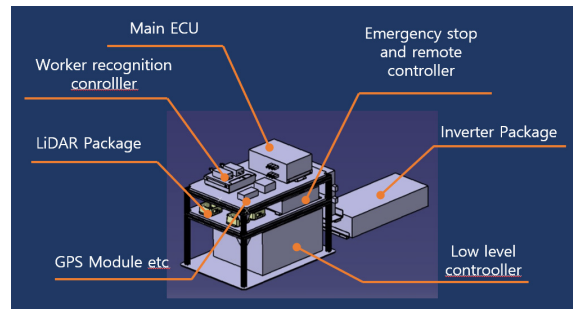 Main ECU
Emergency stop
and remote
controller
Worker recognition
conrolller
Inverter Package
LiDAR Package
GPS Module etc
Low level
controoller